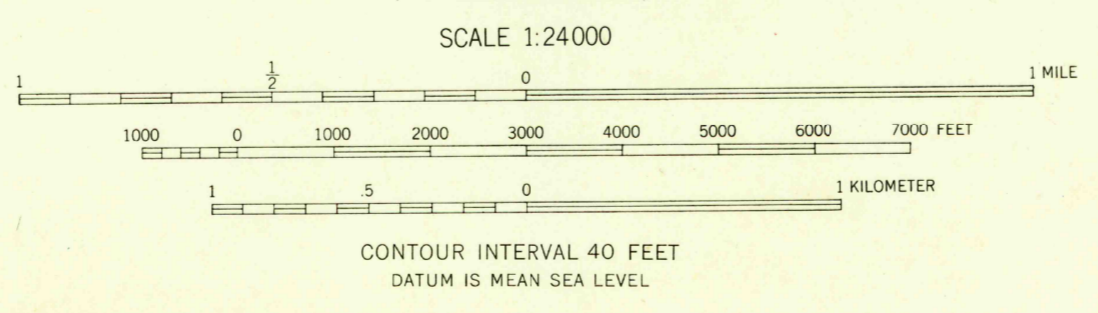 SCALE 1:24000
1 1/2 0 1 MILE
1000 0 1000 2000 3000 4000 5000 6000 7000 FEET
1 .5 0 1 KILOMETER
CONTOUR INTERVAL 40 FEET
DATUM IS MEAN SEA LEVEL